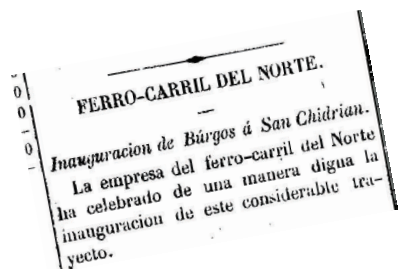 FERRO-CARRIL DEL NORTE.
Inauguracion de Búrgos á San Chidrian.
La empresa del ferro-carril del Norte
ha celebrado de una manera digua la
inauguracion de este considerable tra-
yecto.